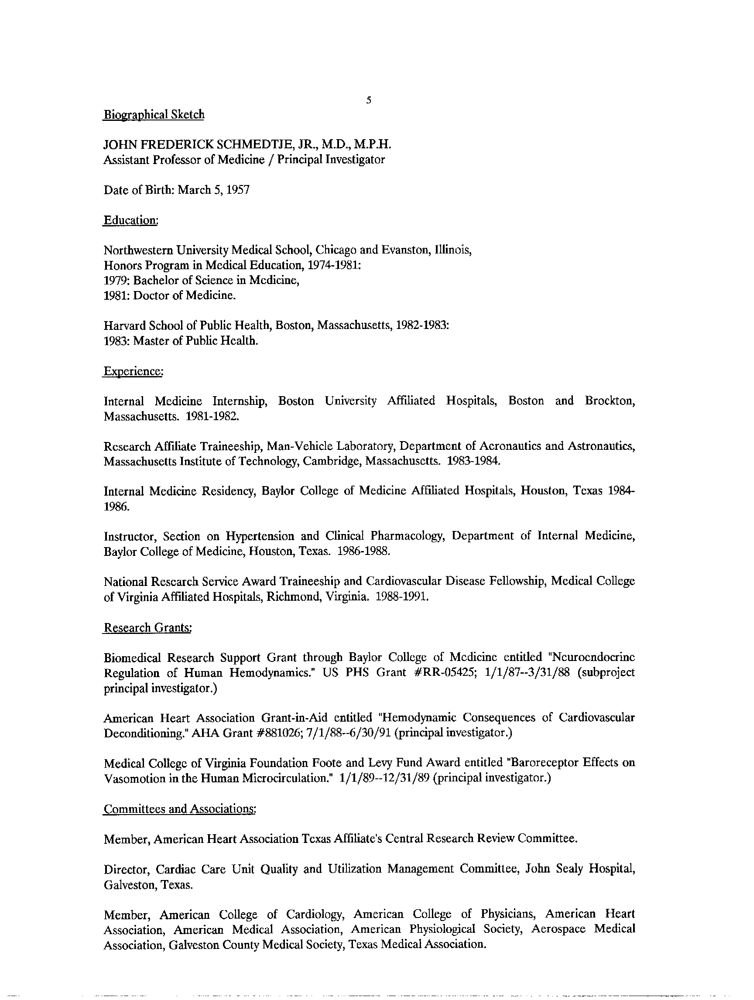 5
Biographical Sketch
JOHN FREDERICK SCHMEDTJE, JR., M.D., M.P.H.
Assistant Professor of Medicine / Principal Investigator
Date of Birth: March 5, 1957
Education:
Northwestern University Medical School, Chicago and Evanston, Illinois,
Honors Program in Medical Education, 1974-1981:
1979: Bachelor of Science in Medicine,
1981: Doctor of Medicine.
Harvard School of Public Health, Boston, Massachusetts, 1982-1983:
1983: Master of Public Health.
Experience:
Internal Medicine Internship, Boston University Affiliated Hospitals, Boston and Brockton,
Massachusetts. 1981-1982.
Research Affiliate Traineeship, Man-Vehicle Laboratory, Department of Aeronautics and Astronautics,
Massachusetts Institute of Technology, Cambridge, Massachusetts. 1983-1984.
Internal Medicine Residency, Baylor College of Medicine Affiliated Hospitals, Houston, Texas 1984-
1986.
Instructor, Section on Hypertension and Clinical Pharmacology, Department of Internal Medicine,
Baylor College of Medicine, Houston, Texas. 1986-1988.
National Research Service Award Traineeship and Cardiovascular Disease Fellowship, Medical College
of Virginia Affiliated Hospitals, Richmond, Virginia. 1988-1991.
Research Grants:
Biomedical Research Support Grant through Baylor College of Medicine entitled "Neuroendocrine
Regulation of Human Hemodynamics." US PHS Grant #RR-05425; 1/1/87--3/31/88 (subproject
principal investigator.)
American Heart Association Grant-in-Aid entitled "Hemodynamic Consequences of Cardiovascular
Deconditioning." AHA Grant #881026; 7/1/88--6/30/91 (principal investigator.)
Medical College of Virginia Foundation Foote and Levy Fund Award entitled "Baroreceptor Effects on
Vasomotion in the Human Microcirculation." 1/1/89--12/31/89 (principal investigator.)
Committees and Associations:
Member, American Heart Association Texas Affiliate's Central Research Review Committee.
Director, Cardiac Care Unit Quality and Utilization Management Committee, John Sealy Hospital,
Galveston, Texas.
Member, American College of Cardiology, American College of Physicians, American Heart
Association, American Medical Association, American Physiological Society, Aerospace Medical
Association, Galveston County Medical Society, Texas Medical Association.